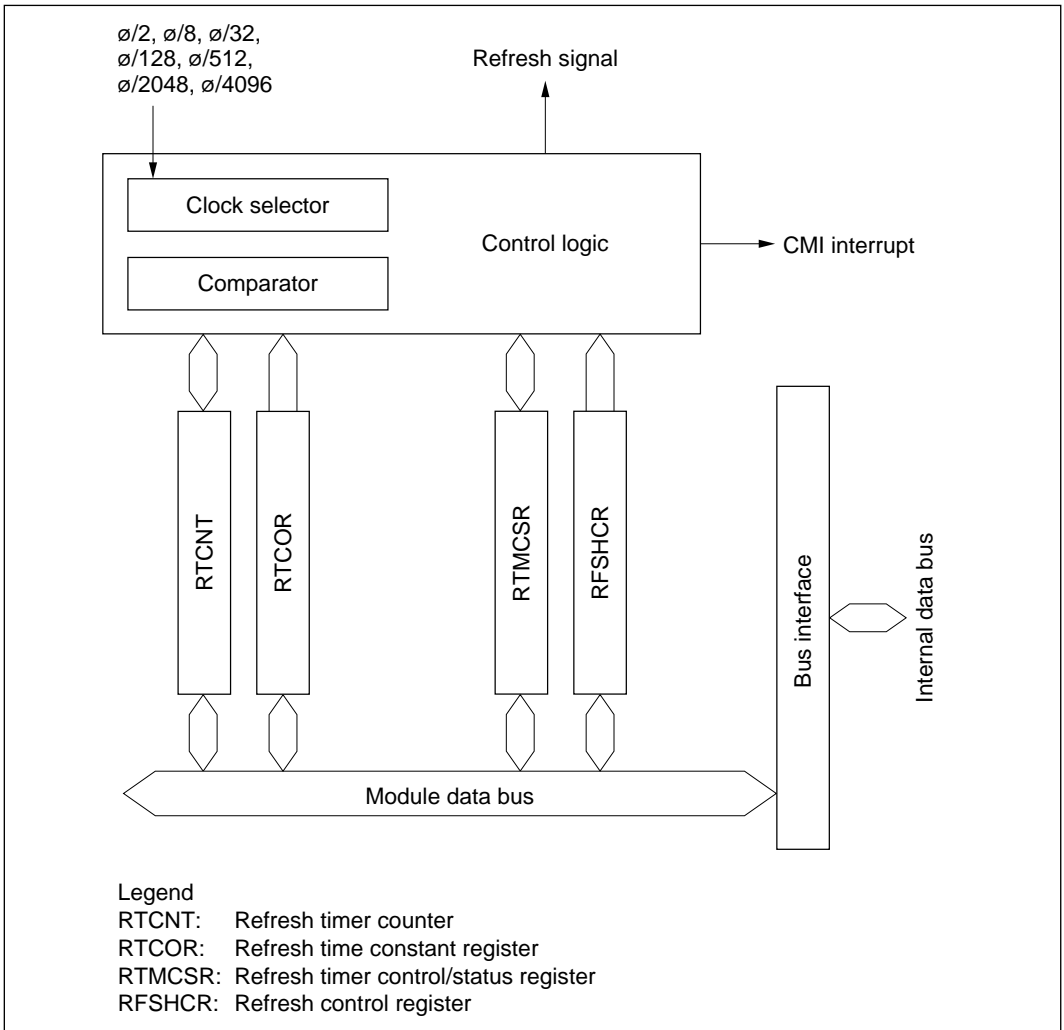 ø/2, ø/8, ø/32,
ø/128, ø/512,
ø/2048, ø/4096
Refresh signal
Clock selector
Control logic
CMI interrupt
Comparator
RTCNT
RTCOR
RTMCSR
RFSHCR
Bus interface
Internal data bus
Module data bus
Legend
RTCNT: Refresh timer counter
RTCOR: Refresh time constant register
RTMCSR: Refresh timer control/status register
RFSHCR: Refresh control register